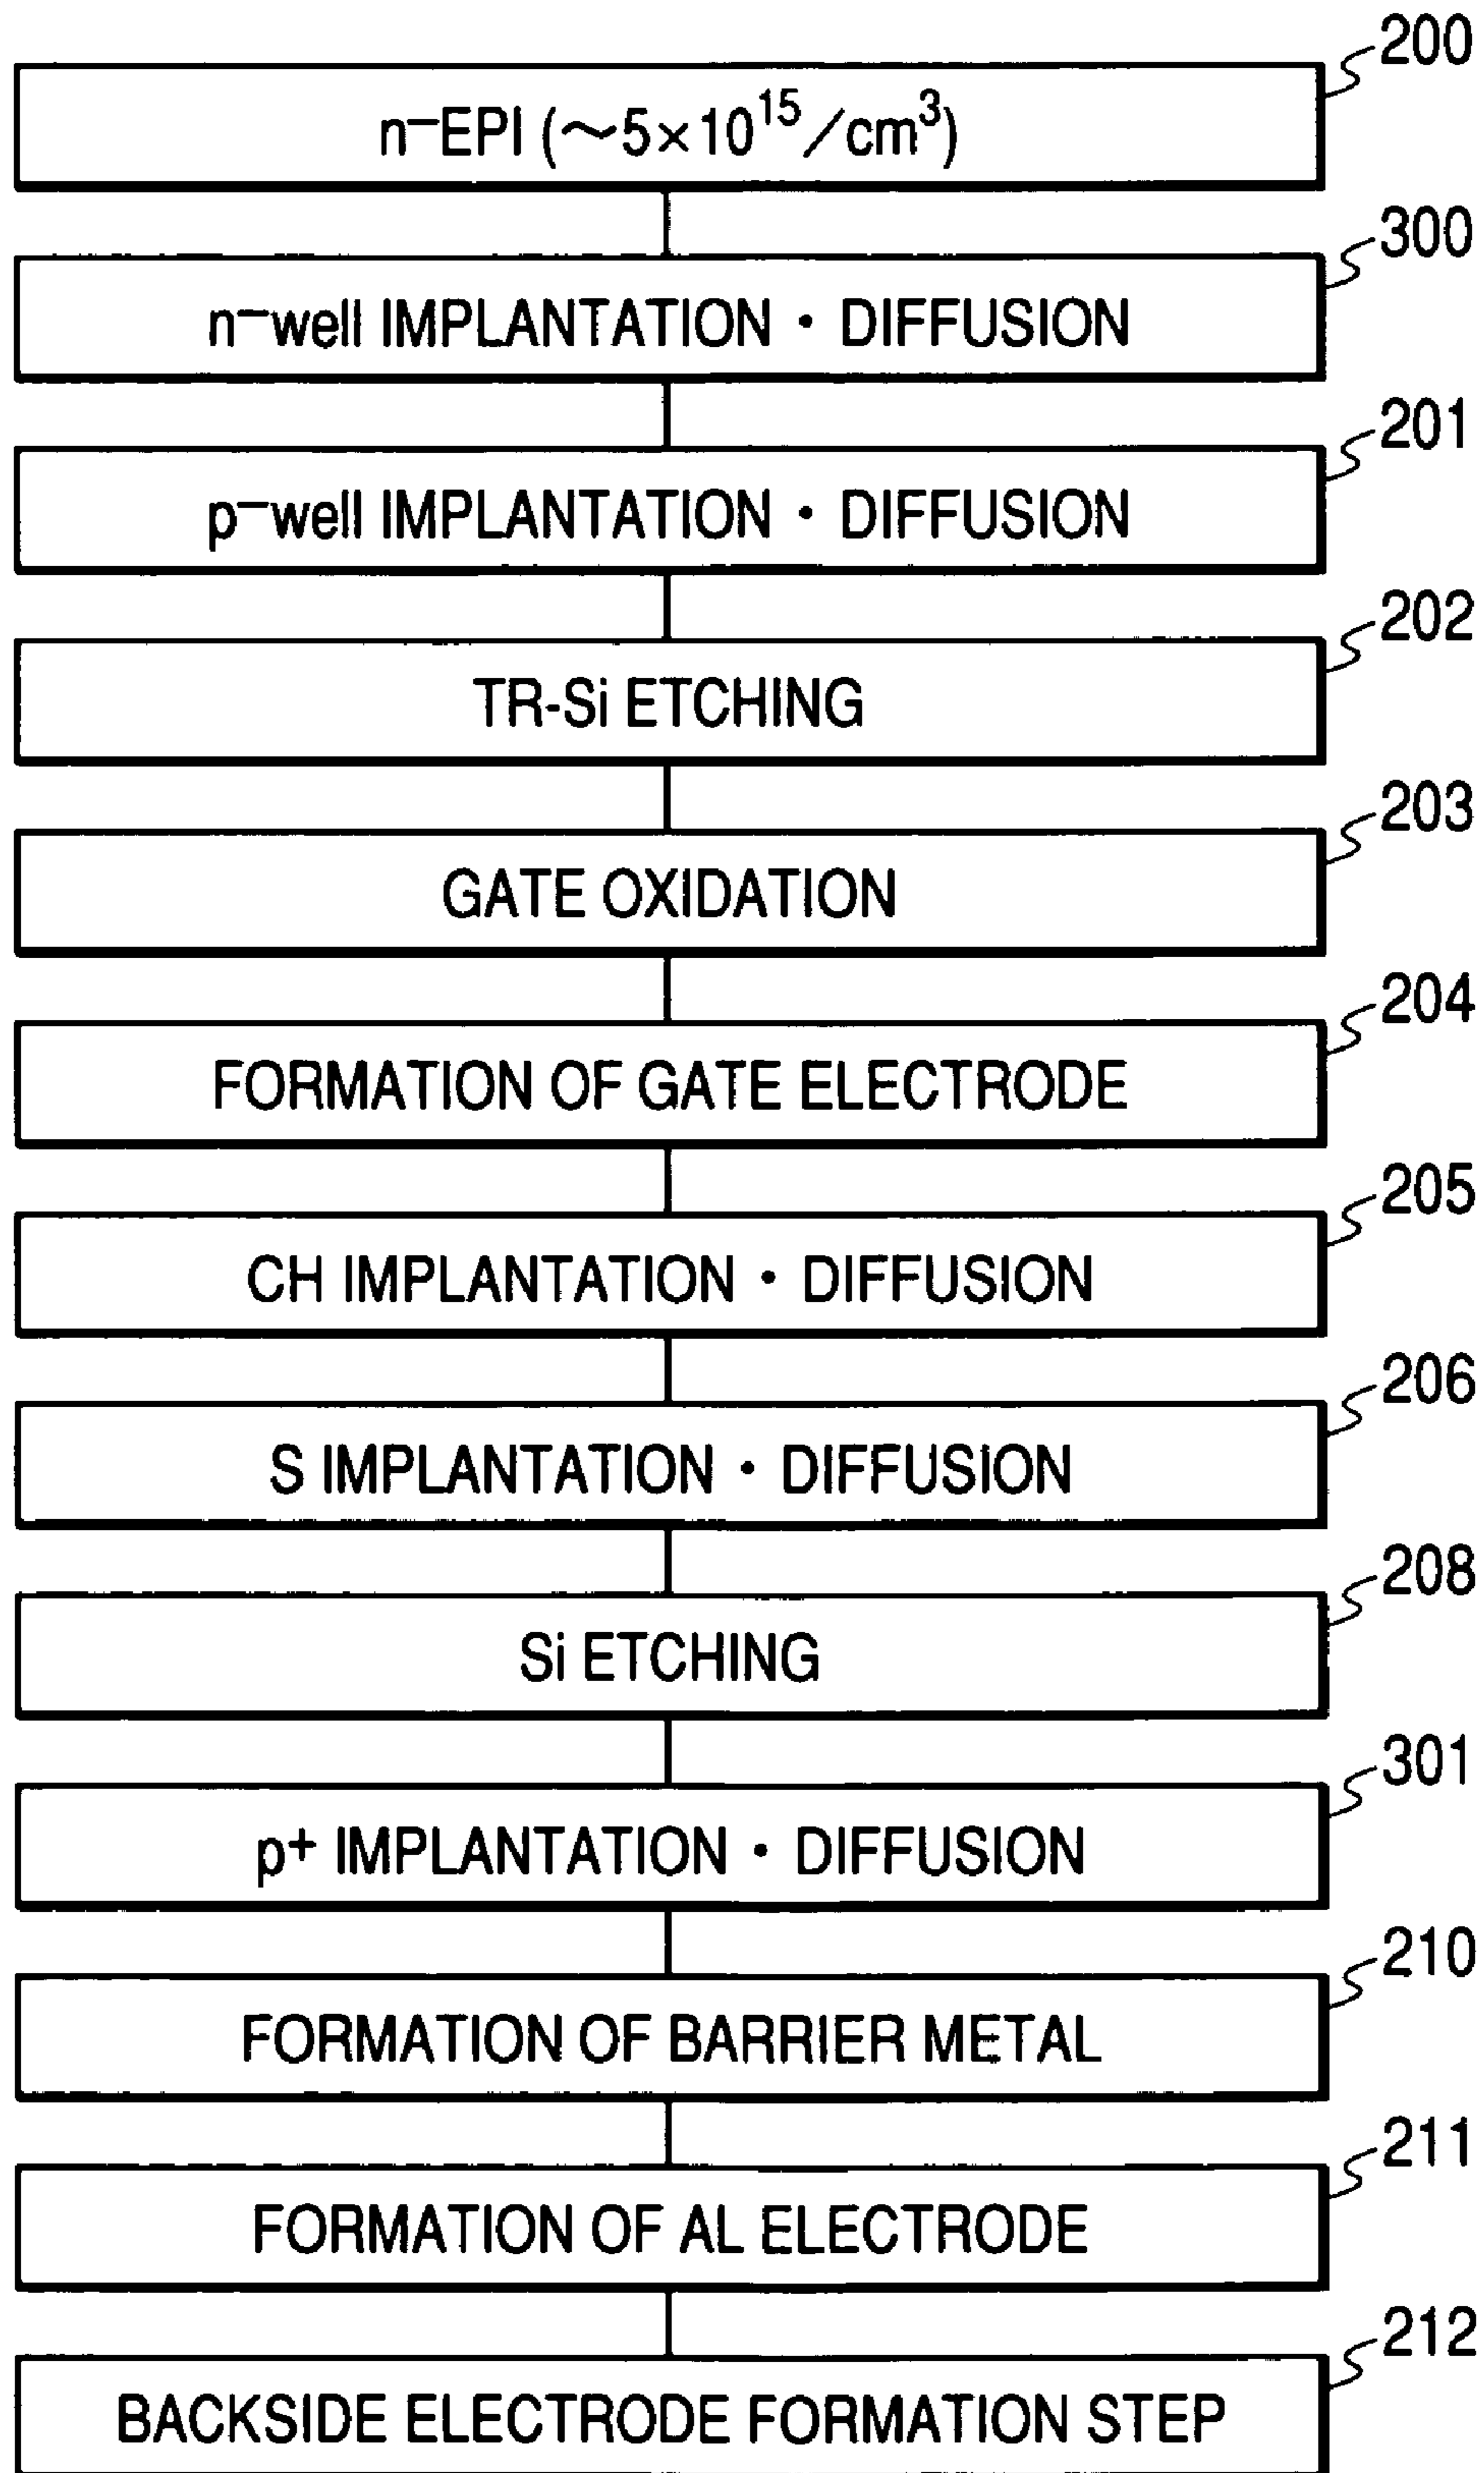 200
n−EPI (~5×10¹⁵/cm³)
300
n−well IMPLANTATION・DIFFUSION
201
p−well IMPLANTATION・DIFFUSION
202
TR-Si ETCHING
203
GATE OXIDATION
204
FORMATION OF GATE ELECTRODE
205
CH IMPLANTATION・DIFFUSION
206
S IMPLANTATION・DIFFUSION
208
Si ETCHING
301
p+ IMPLANTATION・DIFFUSION
210
FORMATION OF BARRIER METAL
211
FORMATION OF AL ELECTRODE
212
BACKSIDE ELECTRODE FORMATION STEP